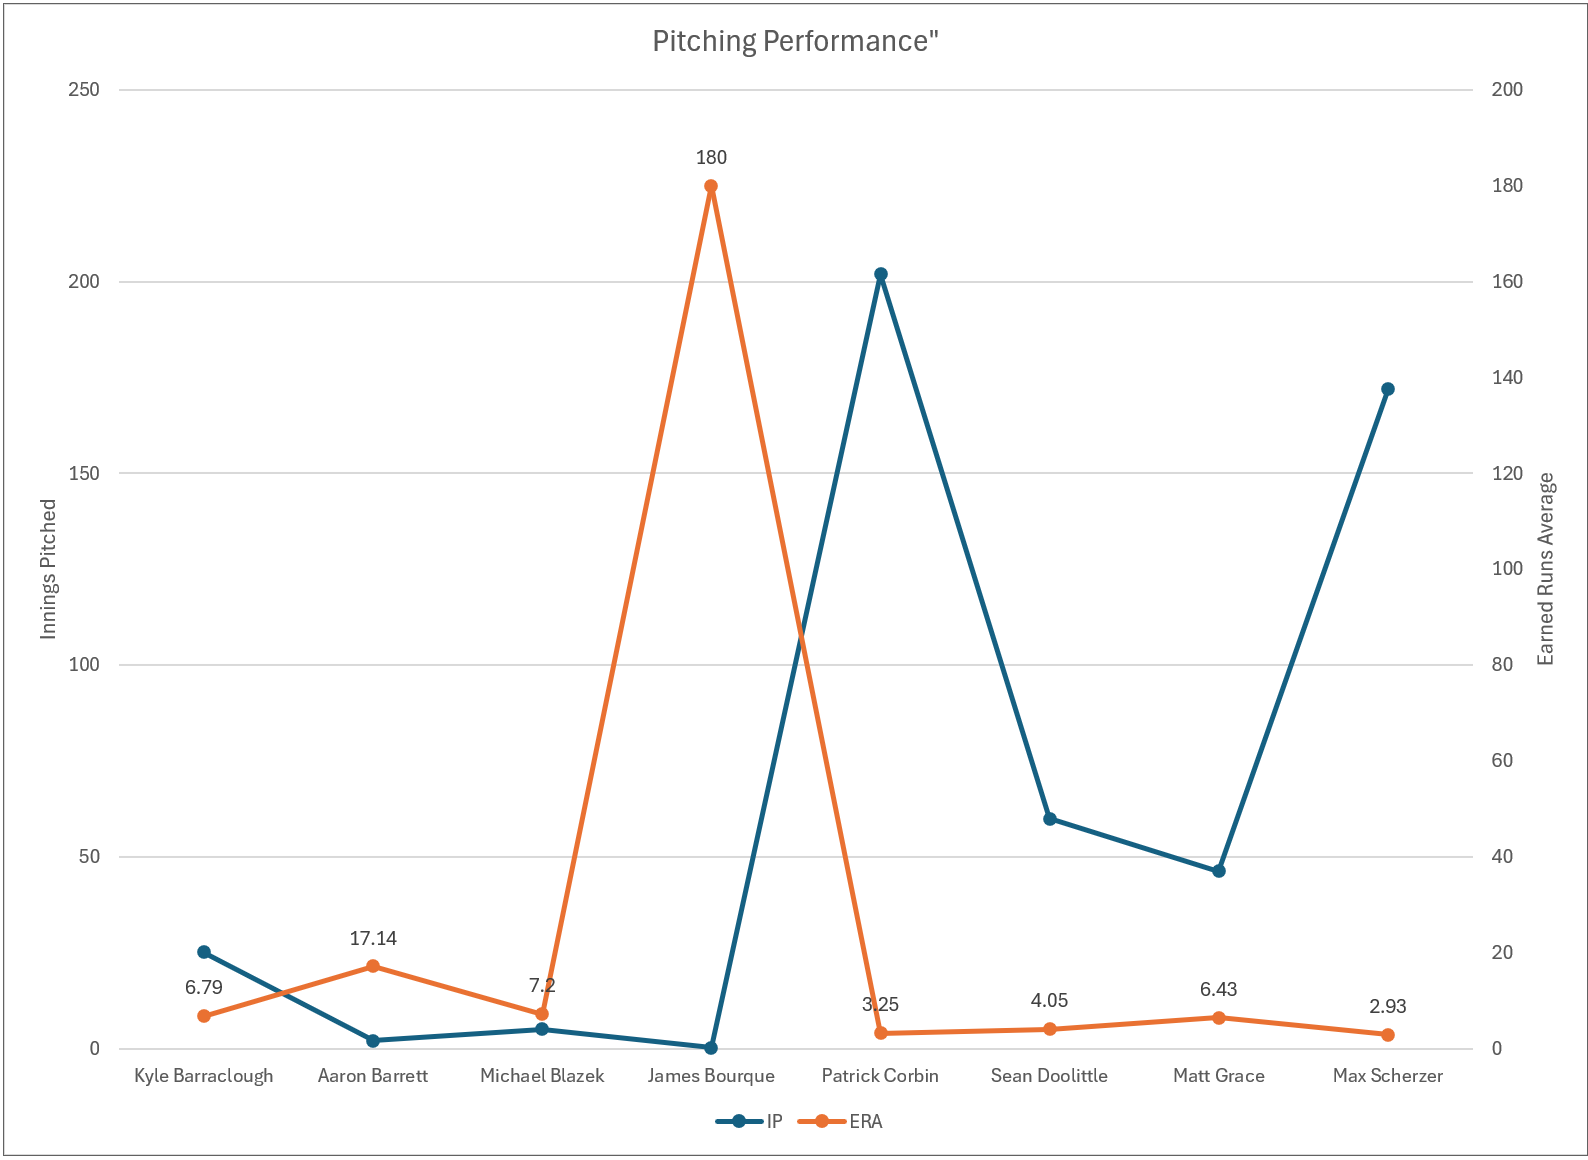 Pitching Performance"
250
200
150
100
50
0
200
180
160
140
120
100
80
60
40
20
0
Innings Pitched
Earned Runs Average
6.79
17.14
7.2
180
3.25
4.05
6.43
2.93
Kyle Barraclough
Aaron Barrett
Michael Blazek
James Bourque
Patrick Corbin
Sean Doolittle
Matt Grace
Max Scherzer
IP
ERA